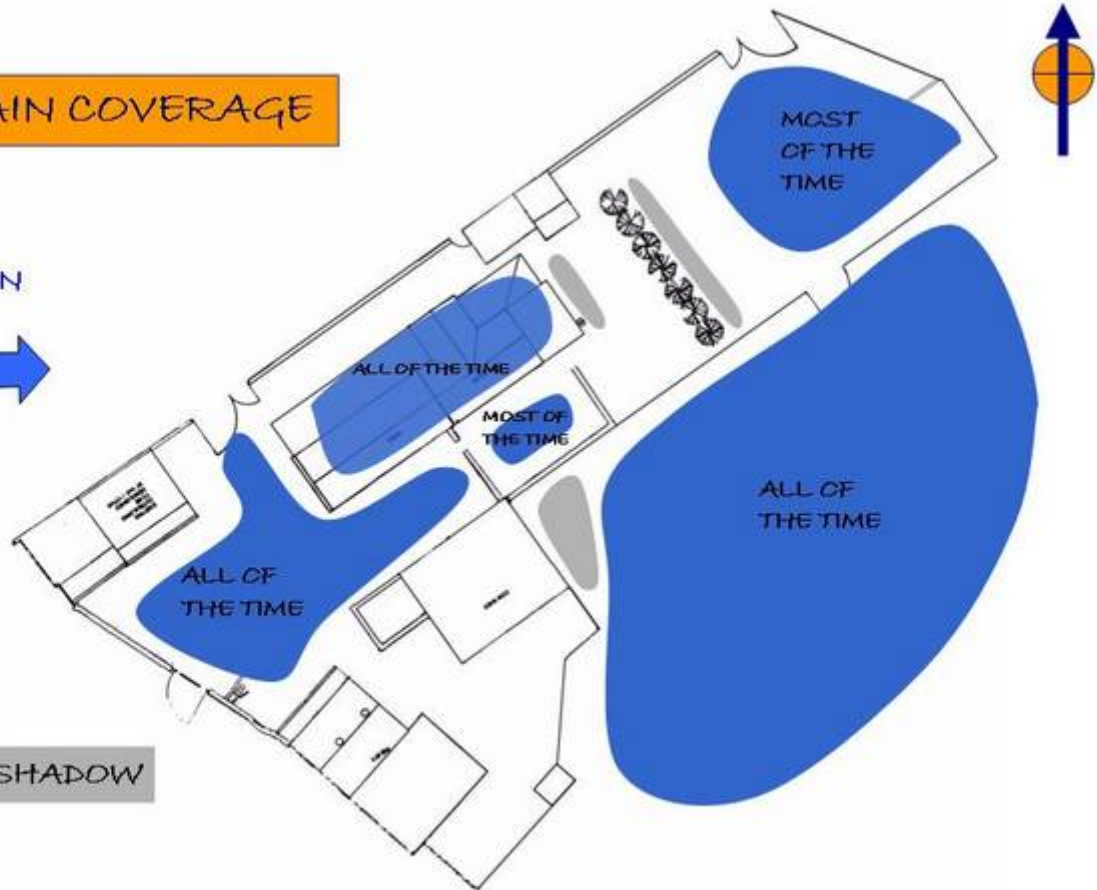 AIN COVERAGE
N
MOST
OF THE
TIME
ALL OF THE TIME
MOST OF
THE TIME
ALL OF
THE TIME
ALL OF
THE TIME
SHADOW